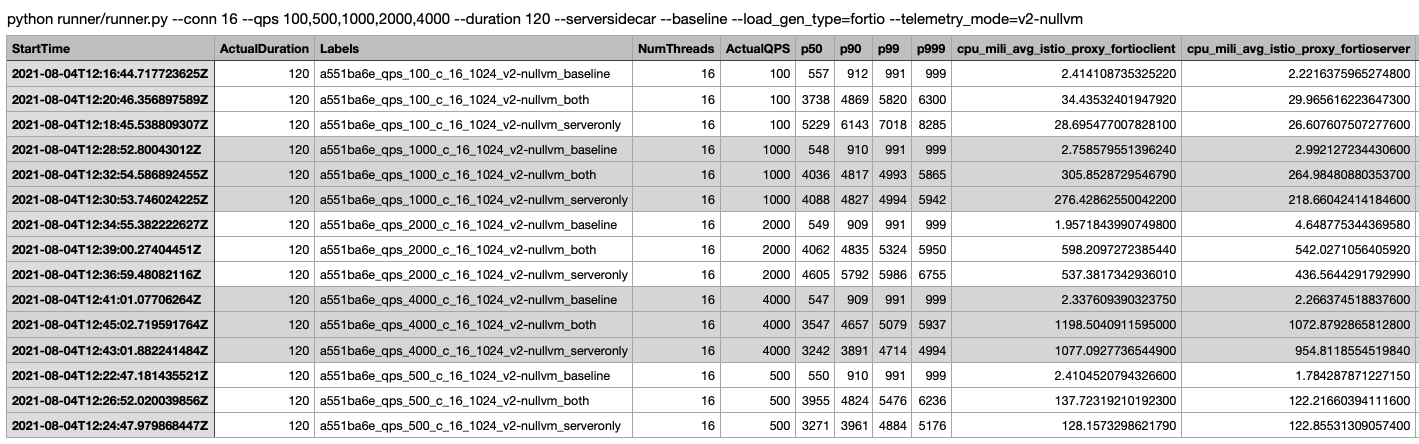 python runner/runner.py --conn 16 --qps 100,500,1000,2000,4000 --duration 120 --serversidecar --baseline --load_gen_type=fortio --telemetry_mode=v2-nullvm
StartTime ActualDuration Labels NumThreads ActualQPS p50 p90 p99 p999 cpu_mili_avg_istio_proxy_fortioclient cpu_mili_avg_istio_proxy_fortioserver
2021-08-04T12:16:44.717723625Z 120 a551ba6e_qps_100_c_16_1024_v2-nullvm_baseline 16 100 557 912 991 999 2.414108735325220 2.2216375965274800
2021-08-04T12:20:46.356897589Z 120 a551ba6e_qps_100_c_16_1024_v2-nullvm_both 16 100 3738 4869 5820 6300 34.43532401947920 29.965616223647300
2021-08-04T12:18:45.538809307Z 120 a551ba6e_qps_100_c_16_1024_v2-nullvm_serveronly 16 100 5229 6143 7018 8285 28.695477007828100 26.607607507277600
2021-08-04T12:28:52.80043012Z 120 a551ba6e_qps_1000_c_16_1024_v2-nullvm_baseline 16 1000 548 910 991 999 2.758579551396240 2.992127234430600
2021-08-04T12:32:54.586892455Z 120 a551ba6e_qps_1000_c_16_1024_v2-nullvm_both 16 1000 4036 4817 4993 5865 305.8528729546790 264.98480880353700
2021-08-04T12:30:53.746024225Z 120 a551ba6e_qps_1000_c_16_1024_v2-nullvm_serveronly 16 1000 4088 4827 4994 5942 276.42862550042200 218.66042414184600
2021-08-04T12:34:55.382222627Z 120 a551ba6e_qps_2000_c_16_1024_v2-nullvm_baseline 16 2000 549 909 991 999 1.9571843990749800 4.648775344369580
2021-08-04T12:39:00.27404451Z 120 a551ba6e_qps_2000_c_16_1024_v2-nullvm_both 16 2000 4062 4835 5324 5950 598.2097272385440 542.0271056405920
2021-08-04T12:36:59.48082116Z 120 a551ba6e_qps_2000_c_16_1024_v2-nullvm_serveronly 16 2000 4605 5792 5986 6755 537.3817342936010 436.5644291792990
2021-08-04T12:41:01.07706264Z 120 a551ba6e_qps_4000_c_16_1024_v2-nullvm_baseline 16 4000 547 909 991 999 2.337609390323750 2.266374518837600
2021-08-04T12:45:02.719591764Z 120 a551ba6e_qps_4000_c_16_1024_v2-nullvm_both 16 4000 3547 4657 5079 5937 1198.5040911595000 1072.8792865812800
2021-08-04T12:43:01.882241484Z 120 a551ba6e_qps_4000_c_16_1024_v2-nullvm_serveronly 16 4000 3242 3891 4714 4994 1077.0927736544900 954.8118554519840
2021-08-04T12:22:47.181435521Z 120 a551ba6e_qps_500_c_16_1024_v2-nullvm_baseline 16 500 550 910 991 999 2.4104520794326600 1.784287871227150
2021-08-04T12:26:52.020039856Z 120 a551ba6e_qps_500_c_16_1024_v2-nullvm_both 16 500 3955 4824 5476 6236 137.72319210192300 122.21660394111600
2021-08-04T12:24:47.979868447Z 120 a551ba6e_qps_500_c_16_1024_v2-nullvm_serveronly 16 500 3271 3961 4884 5176 128.1573298621790 122.85531309057400